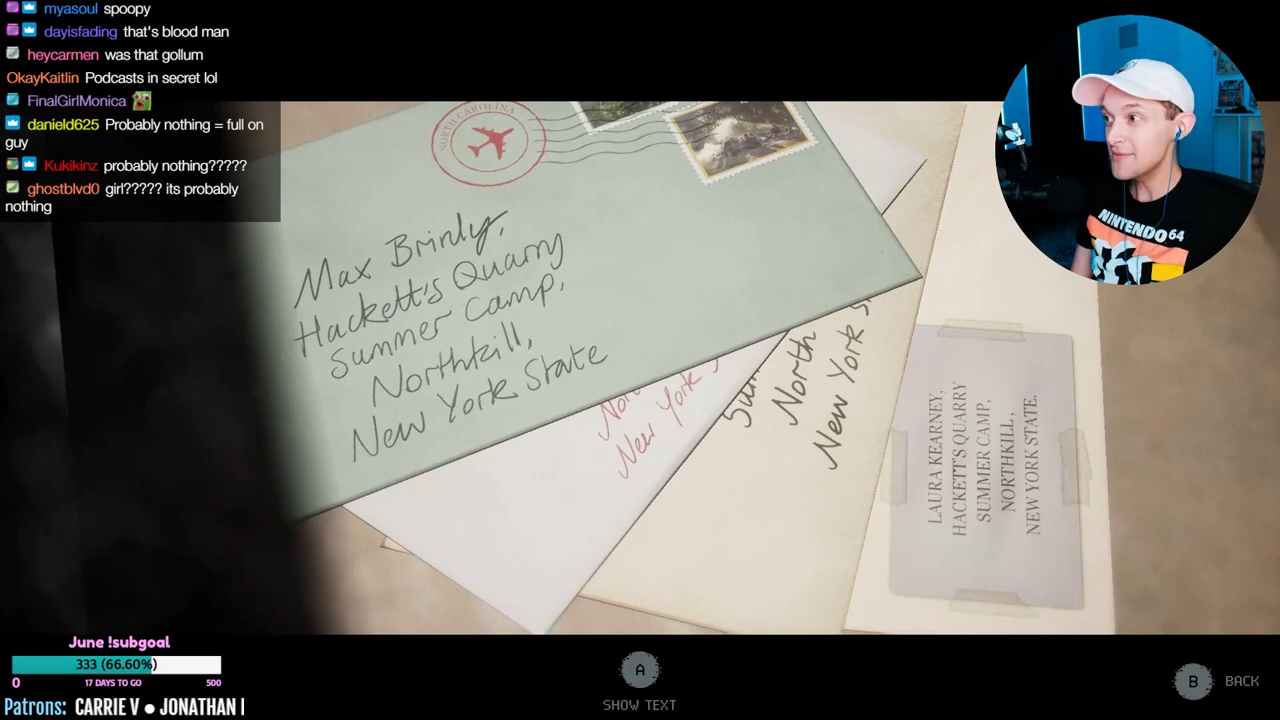 myasoul spoopy
dayisfading that's blood man
heycarmen was that gollum
OkayKaitlin Podcasts in secret lol
FinalGirlMonica
danield625 Probably nothing = full on
guy
Kukikinz probably nothing?????
ghostblvd0 girl????? its probably
nothing
NORTH CAROLINA
Max Brinly,
Hackett's Quarry
Summer Camp,
Northkill,
New York State
New York
North
New York
LAURA KEARNEY,
HACKETT'S QUARRY
SUMMER CAMP,
NORTHKILL,
NEW YORK STATE.
NINTENDO 64
June !subgoal
333 (66.60%)
0 17 DAYS TO GO 500
Patrons: CARRIE V ● JONATHAN
A
SHOW TEXT
B BACK